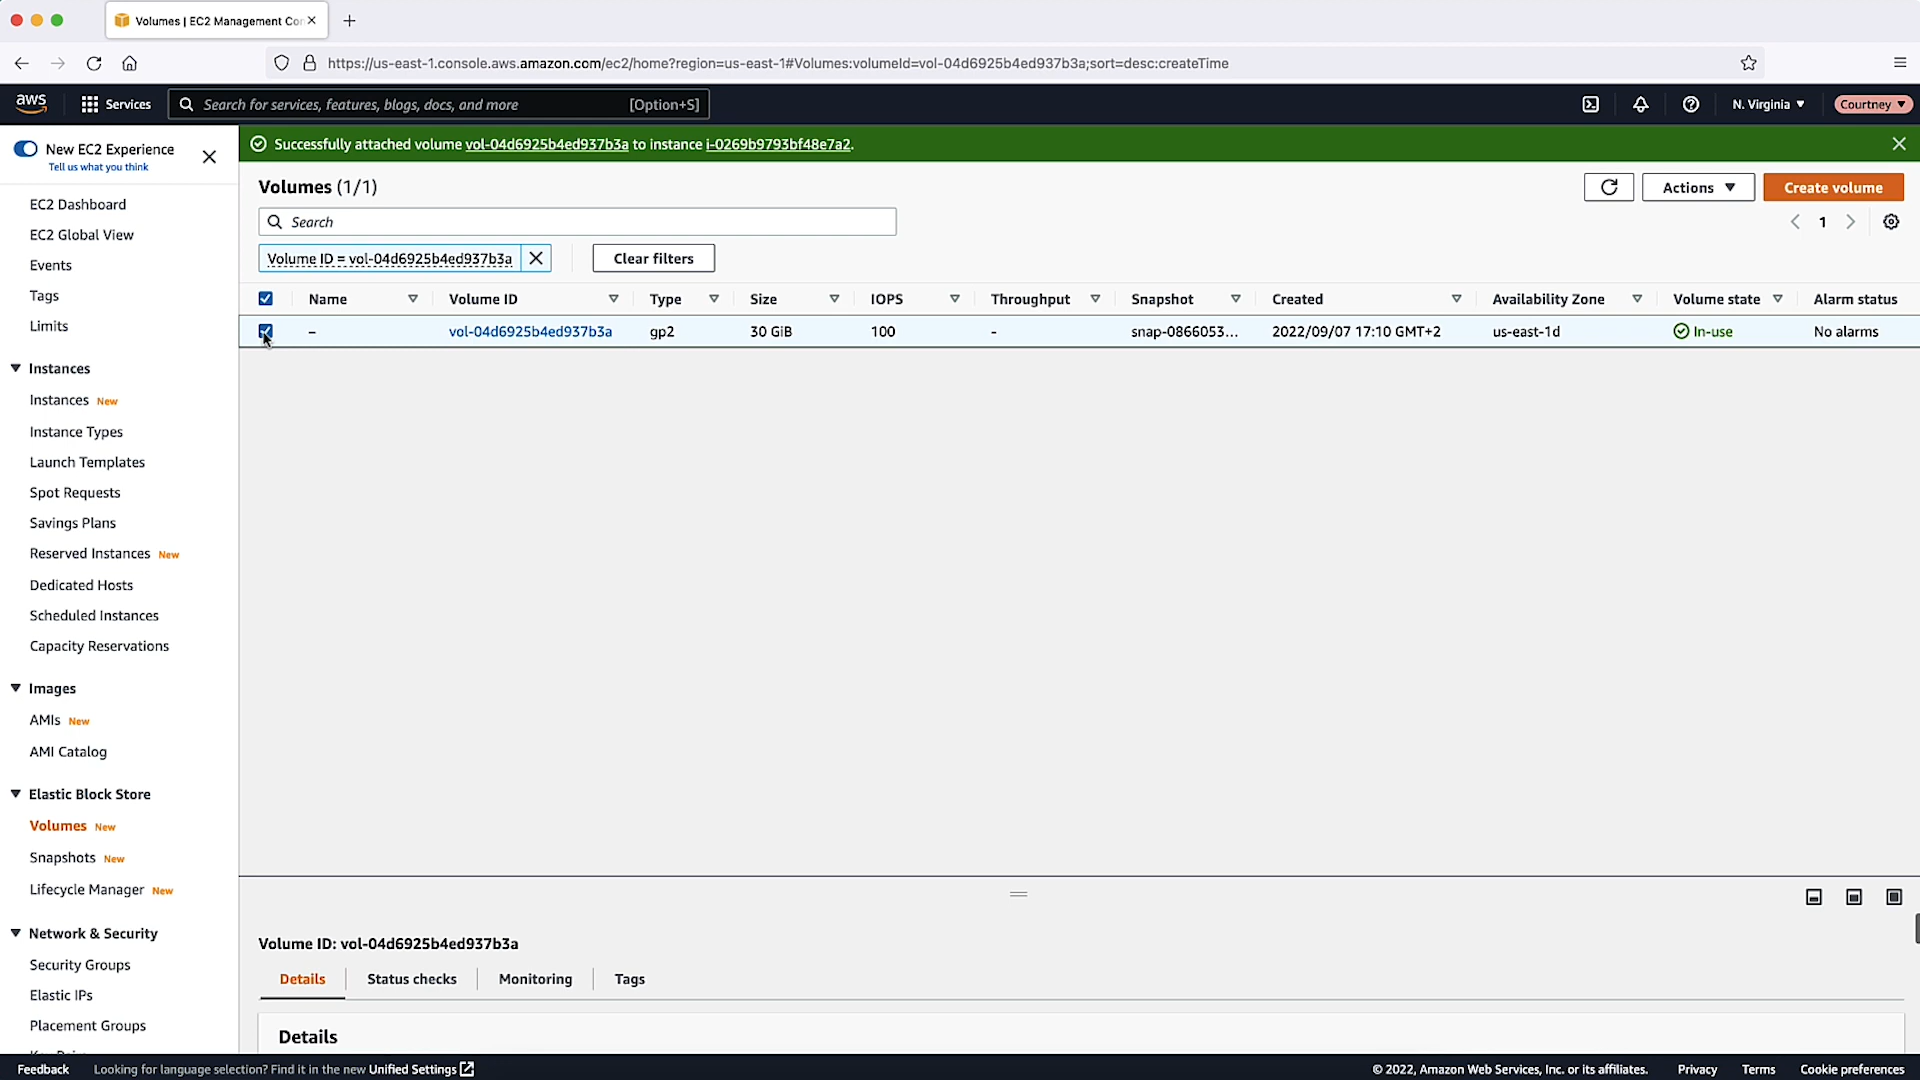 Volumes | EC2 Management Con
https://us-east-1.console.aws.amazon.com/ec2/home?region=us-east-1#Volumes:volumeId=vol-04d6925b4ed937b3a;sort=desc:createTime
aws Services Search for services, features, blogs, docs, and more [Option+S] N. Virginia Courtney
New EC2 Experience
Tell us what you think
EC2 Dashboard
EC2 Global View
Events
Tags
Limits
Instances
Instances New
Instance Types
Launch Templates
Spot Requests
Savings Plans
Reserved Instances New
Dedicated Hosts
Scheduled Instances
Capacity Reservations
Images
AMIs New
AMI Catalog
Elastic Block Store
Volumes New
Snapshots New
Lifecycle Manager New
Network & Security
Security Groups
Elastic IPs
Placement Groups
Successfully attached volume vol-04d6925b4ed937b3a to instance i-0269b9793bf48e7a2.
Volumes (1/1) Actions Create volume
Search 1
Volume ID = vol-04d6925b4ed937b3a Clear filters
Name Volume ID Type Size IOPS Throughput Snapshot Created Availability Zone Volume state Alarm status
– vol-04d6925b4ed937b3a gp2 30 GiB 100 - snap-0866053... 2022/09/07 17:10 GMT+2 us-east-1d In-use No alarms
Volume ID: vol-04d6925b4ed937b3a
Details Status checks Monitoring Tags
Details
Feedback Looking for language selection? Find it in the new Unified Settings © 2022, Amazon Web Services, Inc. or its affiliates. Privacy Terms Cookie preferences